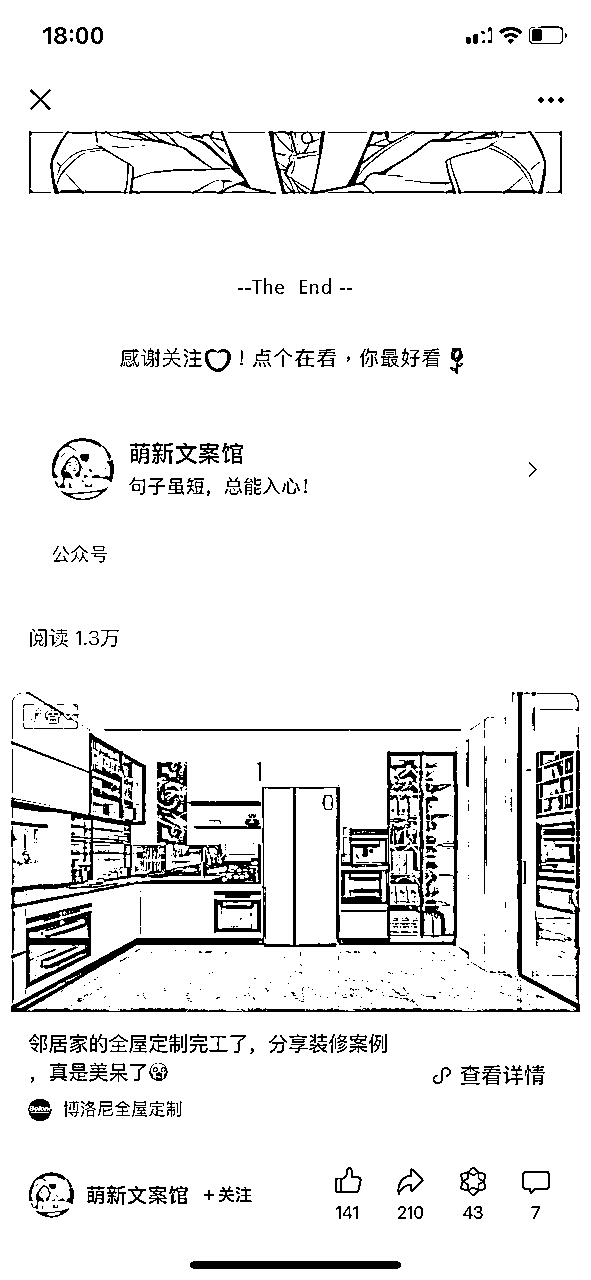 18:00
--The End --
感谢关注！点个在看，你最好看
萌新文案馆
句子虽短，总能入心！
公众号
阅读 1.3万
广告
邻居家的全屋定制完工了，分享装修案例
，真是美呆了
查看详情
博洛尼全屋定制
萌新文案馆 +关注
141 210 43 7